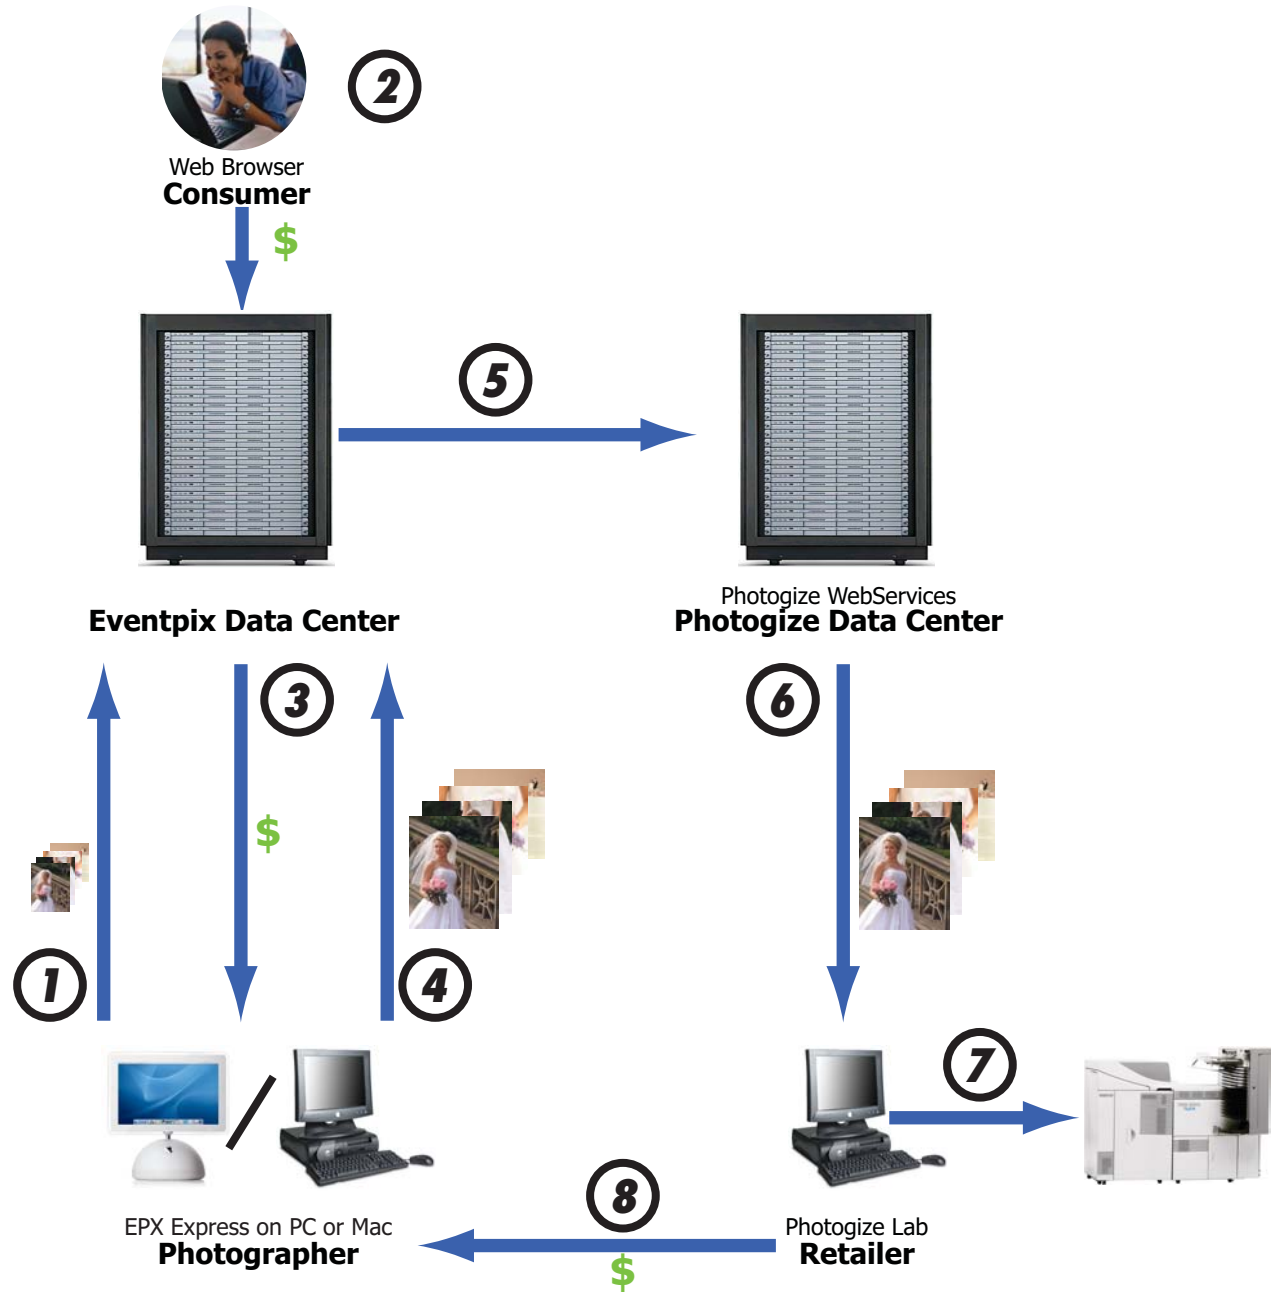 2
Web Browser
Consumer
$
5
Eventpix Data Center
Photogize WebServices
Photogize Data Center
3
6
$
1
4
7
8
EPX Express on PC or Mac
Photographer
Photogize Lab
Retailer
$